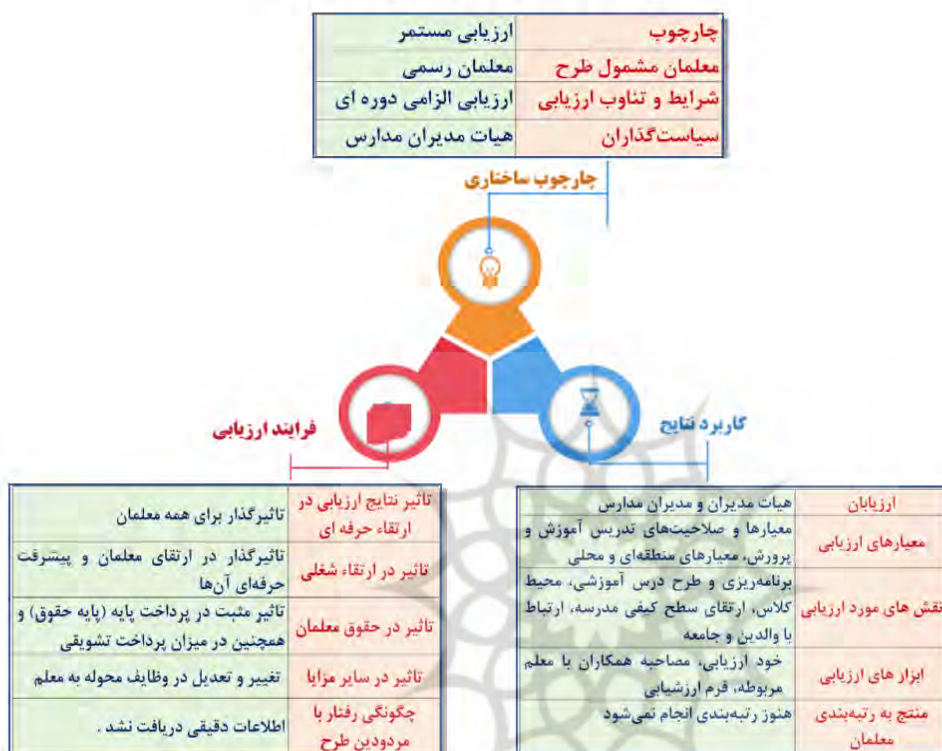 چارچوب ارزیابی مستمر
معلمان مشمول طرح معلمان رسمی
شرایط و تناوب ارزیابی ارزیابی الزامی دوره ای
سیاست‌گذاران هیات مدیران مدارس
چارچوب ساختاری
کاربرد نتایج
ارزیابان هیات مدیران و مدیران مدارس
معیارهای ارزیابی معیارها و صلاحیت‌های تدریس آموزش و
پرورش، معیارهای منطقه‌ای و محلی
نقش های مورد ارزیابی برنامه‌ریزی و طرح درس آموزشی، محیط
کلاس، ارتقای سطح کیفی مدرسه، ارتباط
با والدین و جامعه
ابزار های ارزیابی خود ارزیابی، مصاحبه همکاران با معلم
مربوطه، فرم ارزشیابی
منتج به رتبه‌بندی هنوز رتبه‌بندی انجام نمی‌شود
معلمان
فرایند ارزیابی
تاثیر نتایج ارزیابی در
ارتقاء حرفه ای
تاثیرگذار برای همه معلمان
تاثیر در ارتقاء شغلی
تاثیرگذار در ارتقای معلمان و پیشرفت
حرفه‌ای آن‌ها
تاثیر در حقوق معلمان
تاثیر مثبت در پرداخت پایه (پایه حقوق) و
همچنین در میزان پرداخت تشویقی
تاثیر در سایر مزایا تغییر و تعدیل در وظایف محوله به معلم
چگونگی رفتار با
مردودین طرح
اطلاعات دقیقی دریافت نشد .